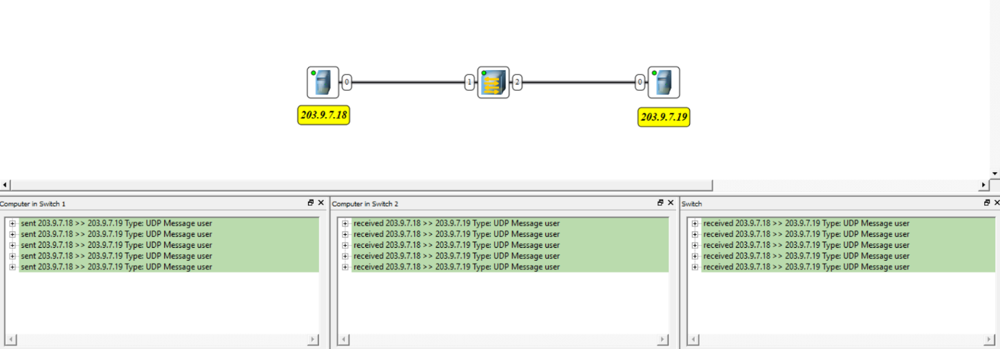 0
1
2
0
203.9.7.18
203.9.7.19
Computer in Switch 1
sent 203.9.7.18 >> 203.9.7.19 Type: UDP Message user
sent 203.9.7.18 >> 203.9.7.19 Type: UDP Message user
sent 203.9.7.18 >> 203.9.7.19 Type: UDP Message user
sent 203.9.7.18 >> 203.9.7.19 Type: UDP Message user
sent 203.9.7.18 >> 203.9.7.19 Type: UDP Message user
Computer in Switch 2
received 203.9.7.18 >> 203.9.7.19 Type: UDP Message user
received 203.9.7.18 >> 203.9.7.19 Type: UDP Message user
received 203.9.7.18 >> 203.9.7.19 Type: UDP Message user
received 203.9.7.18 >> 203.9.7.19 Type: UDP Message user
received 203.9.7.18 >> 203.9.7.19 Type: UDP Message user
Switch
received 203.9.7.18 >> 203.9.7.19 Type: UDP Message user
received 203.9.7.18 >> 203.9.7.19 Type: UDP Message user
received 203.9.7.18 >> 203.9.7.19 Type: UDP Message user
received 203.9.7.18 >> 203.9.7.19 Type: UDP Message user
received 203.9.7.18 >> 203.9.7.19 Type: UDP Message user